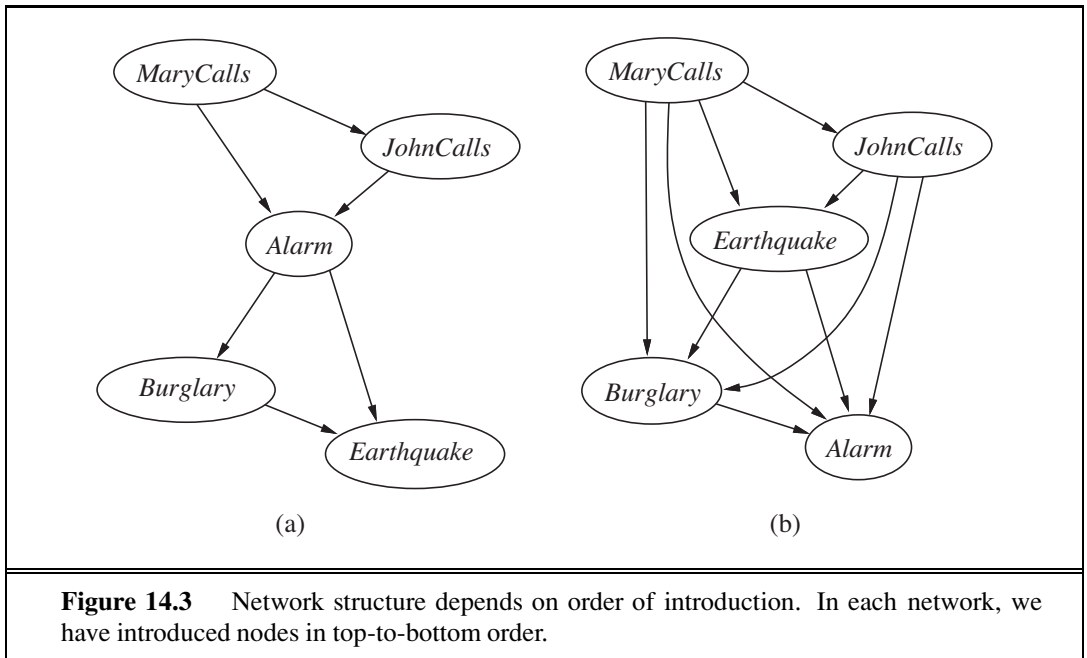 MaryCalls
JohnCalls
Alarm
Burglary
Earthquake
(a)
MaryCalls
JohnCalls
Earthquake
Burglary
Alarm
(b)
Figure 14.3 Network structure depends on order of introduction. In each network, we
have introduced nodes in top-to-bottom order.